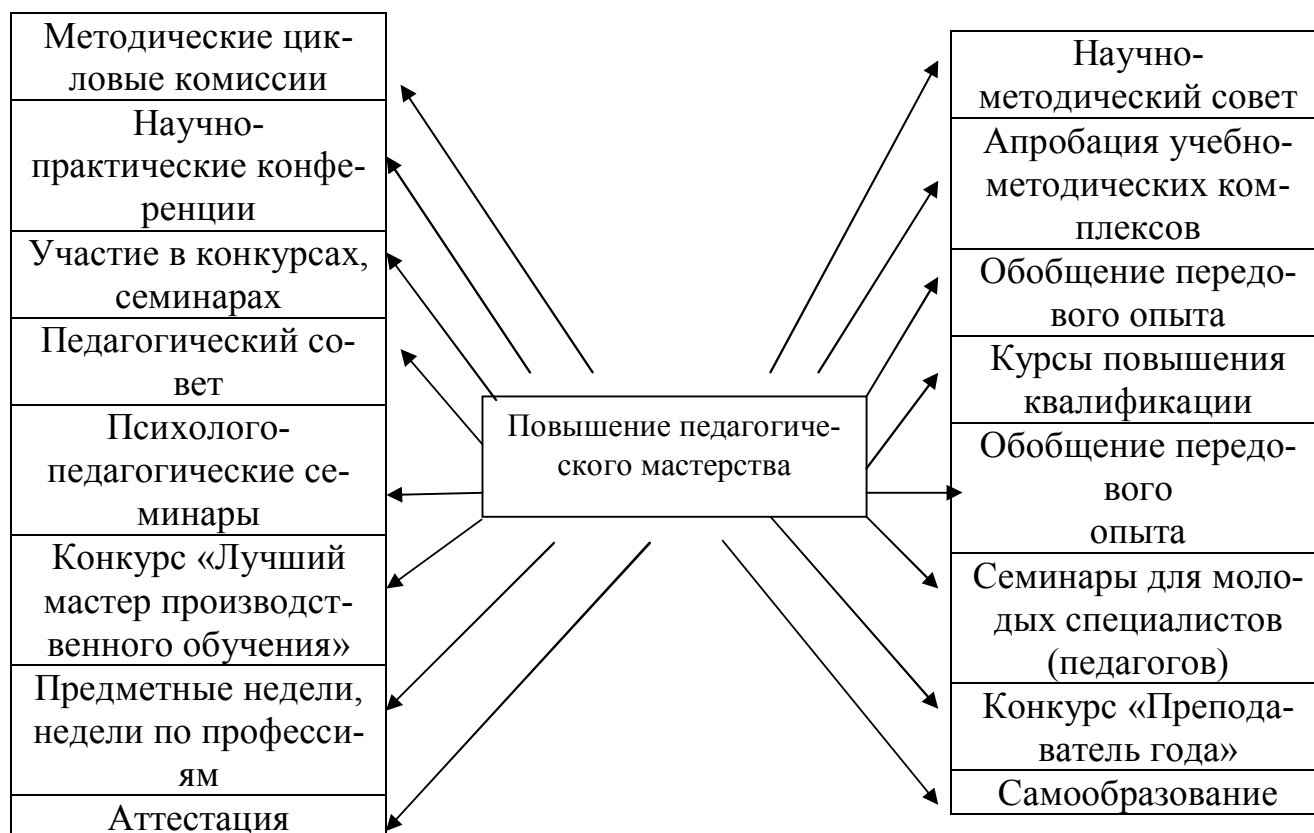 Методические цик-
ловые комиссии
Научно-
практические конфе-
ренции
Участие в конкурсах,
семинарах
Педагогический со-
вет
Психолого-
педагогические се-
минары
Конкурс «Лучший
мастер производст-
венного обучения»
Предметные недели,
недели по професси-
ям
Аттестация
Повышение педагогиче-
ского мастерства
Научно-
методический совет
Апробация учебно-
методических ком-
плексов
Обобщение передо-
вого опыта
Курсы повышения
квалификации
Обобщение передо-
вого
опыта
Семинары для моло-
дых специалистов
(педагогов)
Конкурс «Препода-
ватель года»
Самообразование